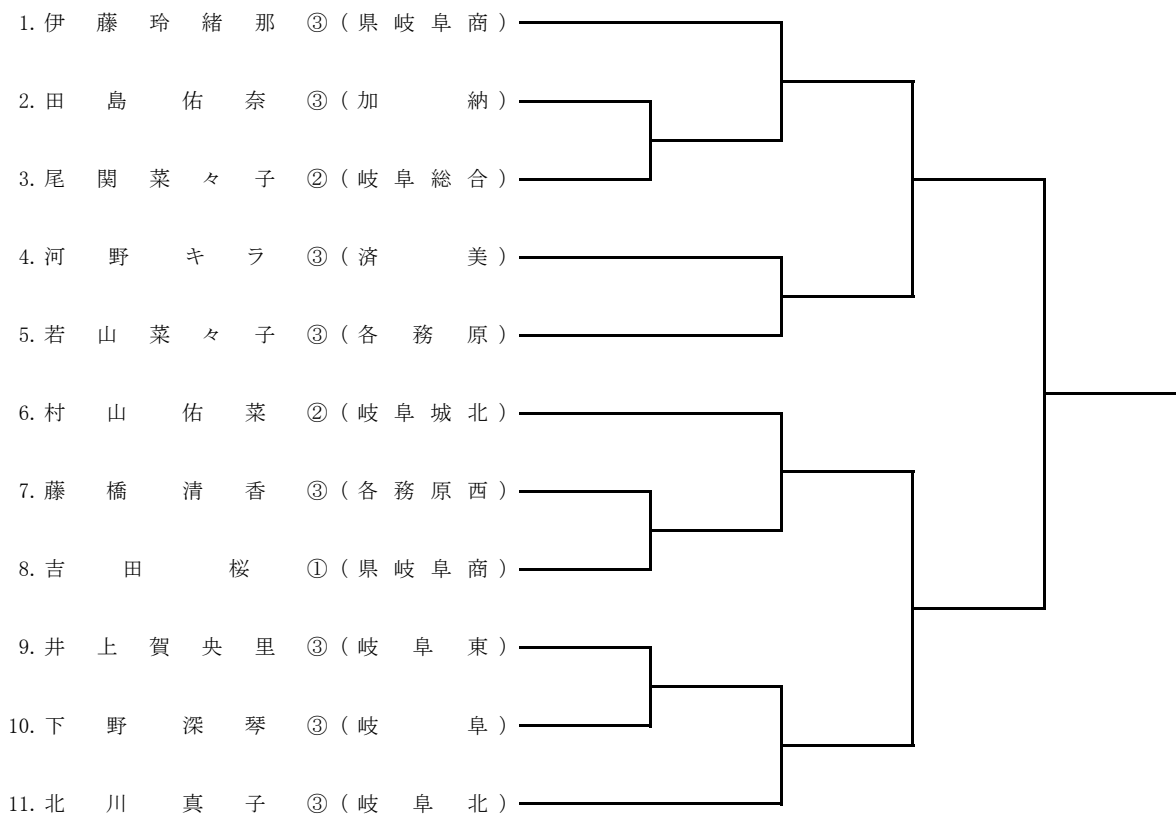 1. 伊藤玲緒那 ③ (県岐阜商)
2. 田島佑奈 ③ (加納)
3. 尾関菜々子 ② (岐阜総合)
4. 河野キラ ③ (済美)
5. 若山菜々子 ③ (各務原)
6. 村山佑菜 ② (岐阜城北)
7. 藤橋清香 ③ (各務原西)
8. 吉田桜 ① (県岐阜商)
9. 井上賀央里 ③ (岐阜東)
10. 下野深琴 ③ (岐阜)
11. 北川真子 ③ (岐阜北)